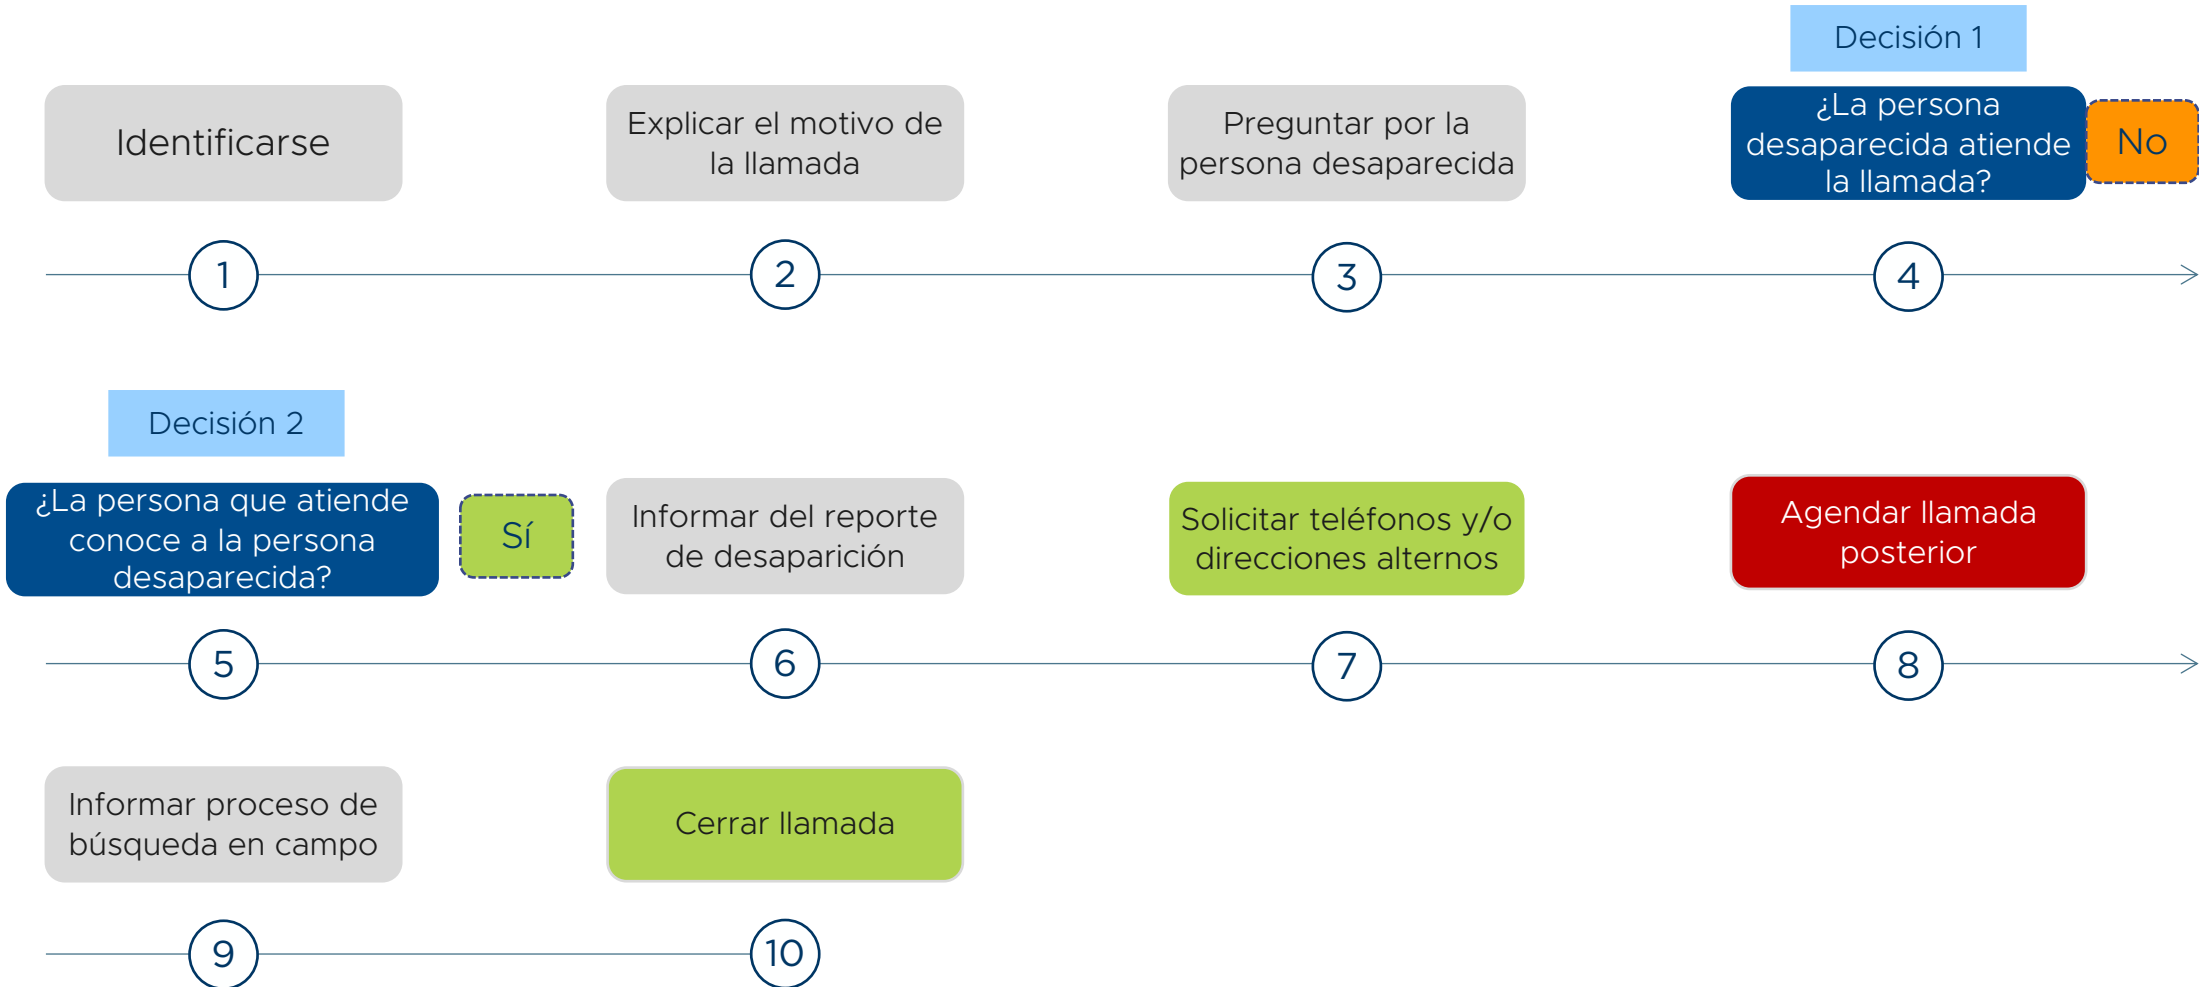 Decisión 1
Identificarse
Explicar el motivo de
la llamada
Preguntar por la
persona desaparecida
¿La persona
desaparecida atiende
la llamada?
No
1
2
3
4
Decisión 2
¿La persona que atiende
conoce a la persona
desaparecida?
Sí
Informar del reporte
de desaparición
Solicitar teléfonos y/o
direcciones alternos
Agendar llamada
posterior
5
6
7
8
Informar proceso de
búsqueda en campo
Cerrar llamada
9
10